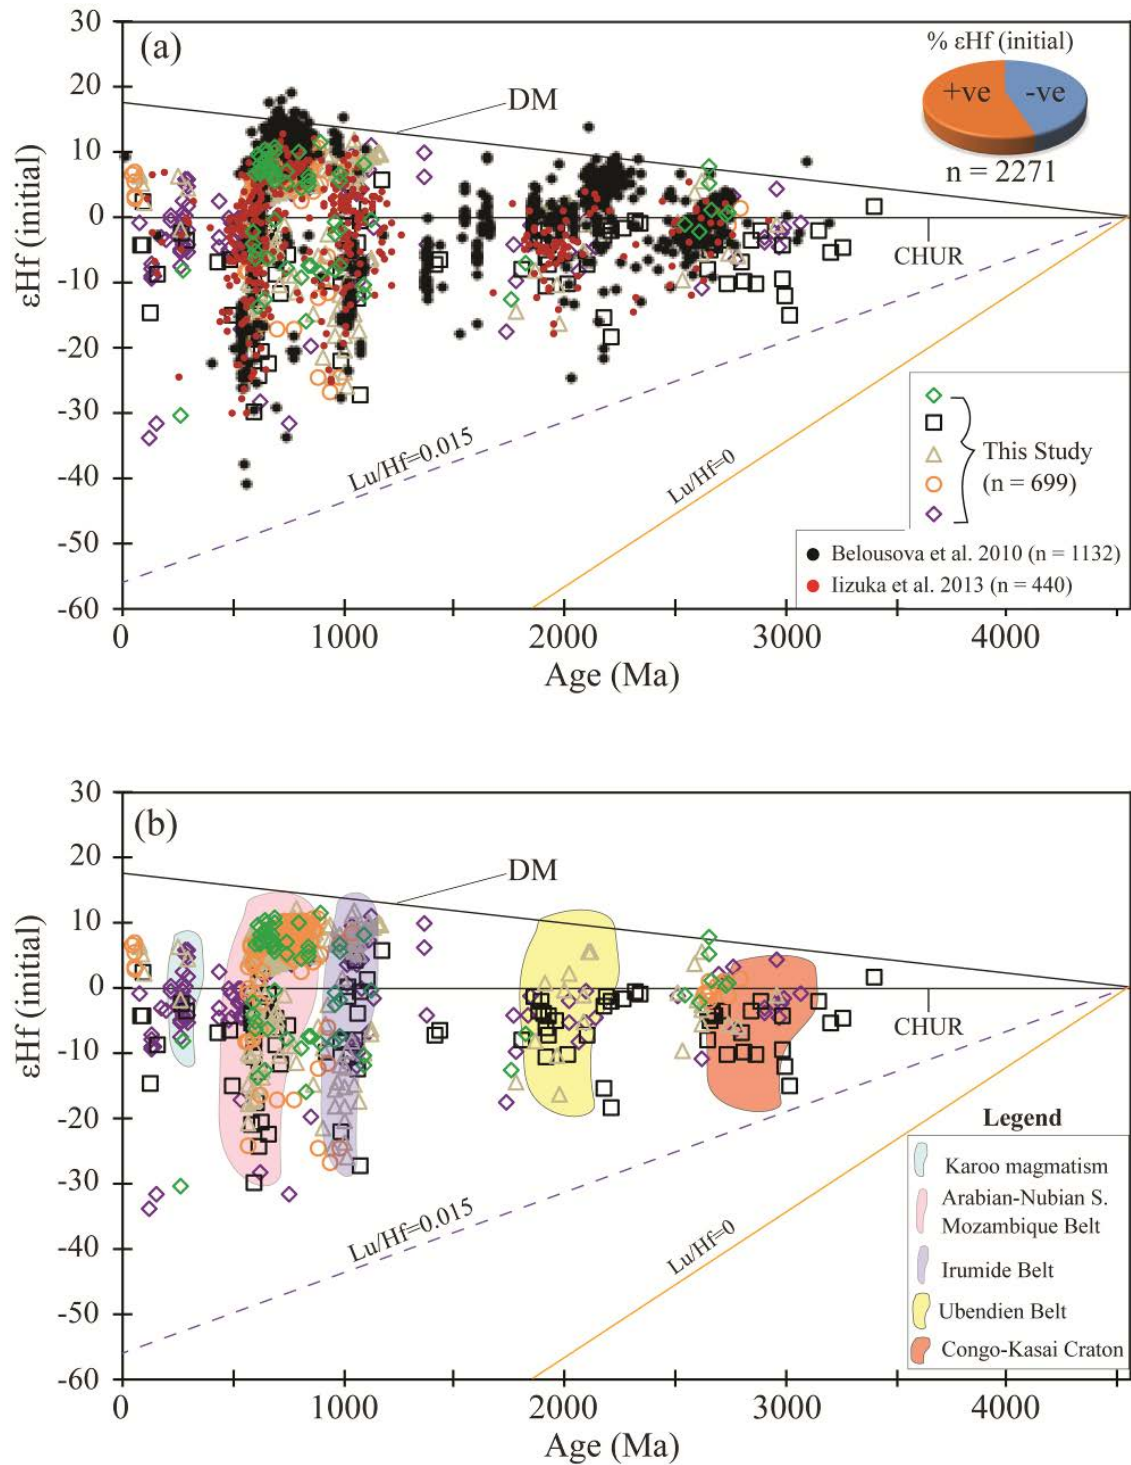 (a)
% εHf (initial)
+ve
-ve
n = 2271
DM
30
20
10
0
-10
-20
-30
-40
-50
-60
εHf (initial)
CHUR
Lu/Hf=0.015
Lu/Hf=0
This Study
(n = 699)
Belousova et al. 2010 (n = 1132)
Iizuka et al. 2013 (n = 440)
0
1000
2000
3000
4000
Age (Ma)
(b)
DM
30
20
10
0
-10
-20
-30
-40
-50
-60
εHf (initial)
CHUR
Lu/Hf=0.015
Lu/Hf=0
Legend
Karoo magmatism
Arabian-Nubian S.
Mozambique Belt
Irumide Belt
Ubendien Belt
Congo-Kasai Craton
0
1000
2000
3000
4000
Age (Ma)